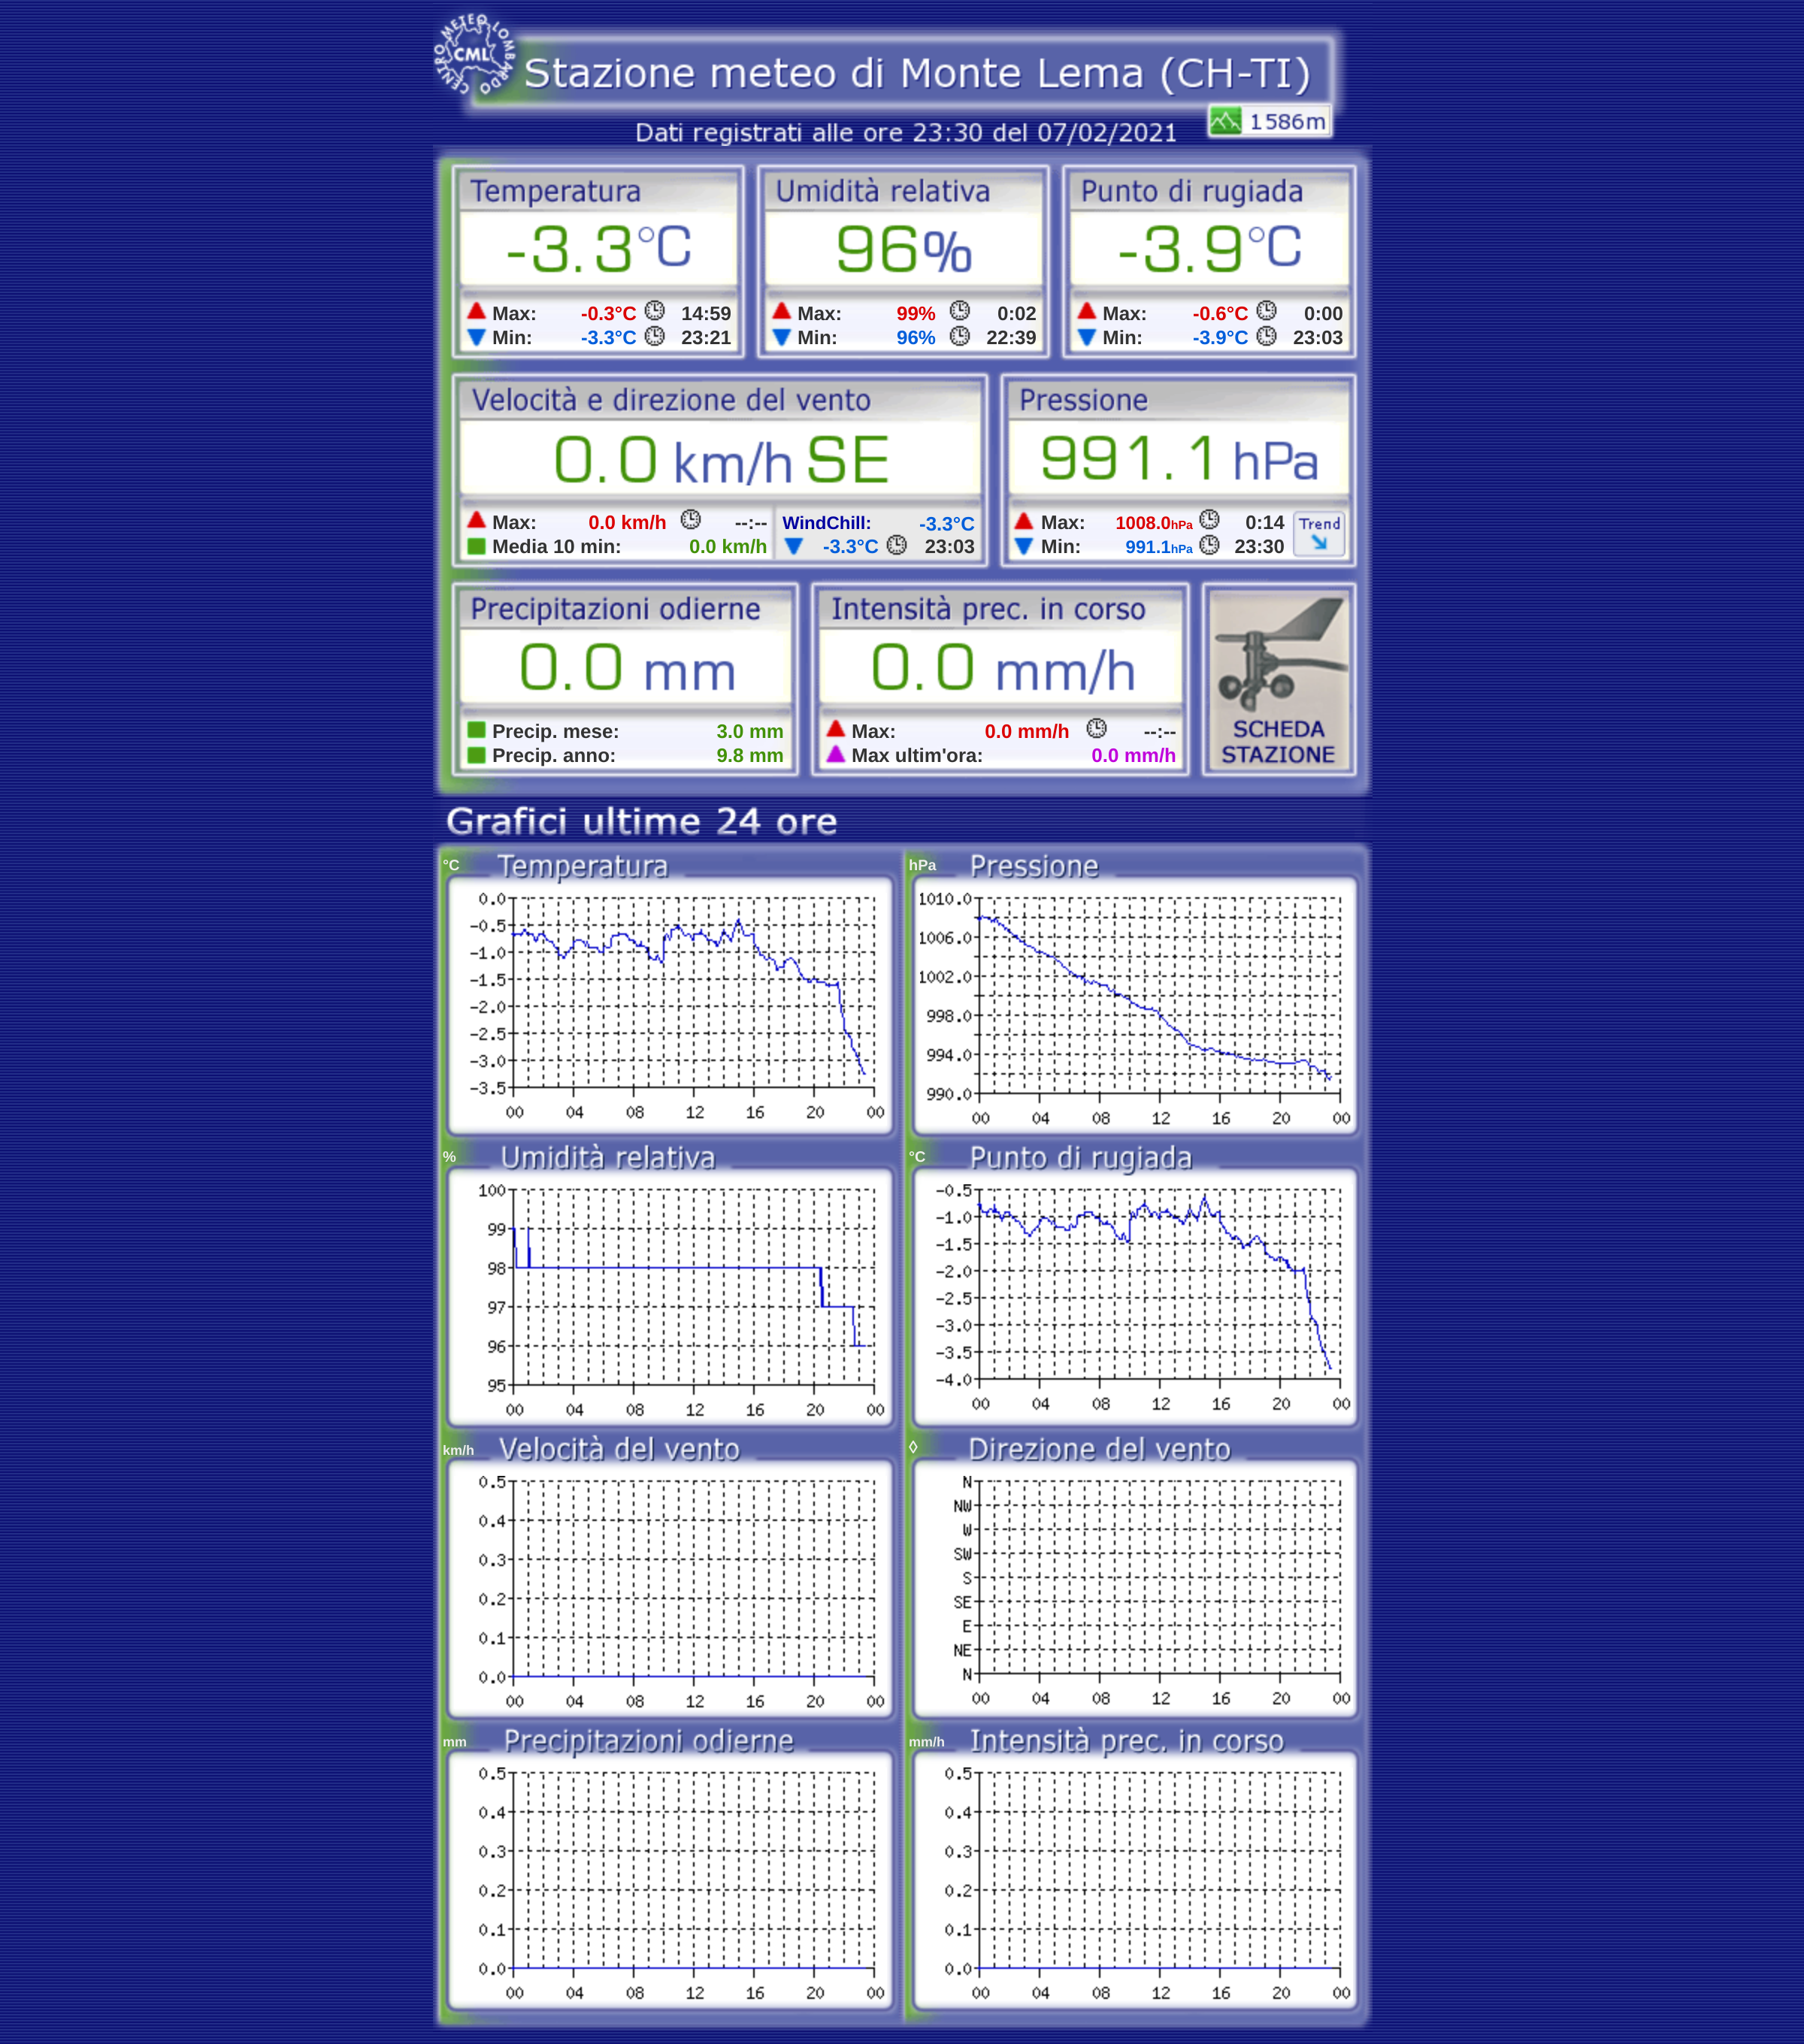 CENTRO METEO LOMBARDO
CML
Stazione meteo di Monte Lema (CH-TI)
1586m
Dati registrati alle ore 23:30 del 07/02/2021
Temperatura
-3.3°C
Max: -0.3°C 14:59
Min: -3.3°C 23:21
Umidità relativa
96%
Max: 99% 0:02
Min: 96% 22:39
Punto di rugiada
-3.9°C
Max: -0.6°C 0:00
Min: -3.9°C 23:03
Velocità e direzione del vento
0.0 km/h SE
Max: 0.0 km/h --:--
Media 10 min: 0.0 km/h
WindChill: -3.3°C
-3.3°C 23:03
Pressione
991.1 hPa
Max: 1008.0hPa 0:14
Min: 991.1hPa 23:30
Trend
Precipitazioni odierne
0.0 mm
Precip. mese: 3.0 mm
Precip. anno: 9.8 mm
Intensità prec. in corso
0.0 mm/h
Max: 0.0 mm/h --:--
Max ultim'ora: 0.0 mm/h
SCHEDA
STAZIONE
Grafici ultime 24 ore
°C Temperatura
0.0
-0.5
-1.0
-1.5
-2.0
-2.5
-3.0
-3.5
00 04 08 12 16 20 00
hPa Pressione
1010.0
1006.0
1002.0
998.0
994.0
990.0
00 04 08 12 16 20 00
% Umidità relativa
100
99
98
97
96
95
00 04 08 12 16 20 00
°C Punto di rugiada
-0.5
-1.0
-1.5
-2.0
-2.5
-3.0
-3.5
-4.0
00 04 08 12 16 20 00
km/h Velocità del vento
0.5
0.4
0.3
0.2
0.1
0.0
00 04 08 12 16 20 00
◊ Direzione del vento
N
NW
W
SW
S
SE
E
NE
N
00 04 08 12 16 20 00
mm Precipitazioni odierne
0.5
0.4
0.3
0.2
0.1
0.0
00 04 08 12 16 20 00
mm/h Intensità prec. in corso
0.5
0.4
0.3
0.2
0.1
0.0
00 04 08 12 16 20 00